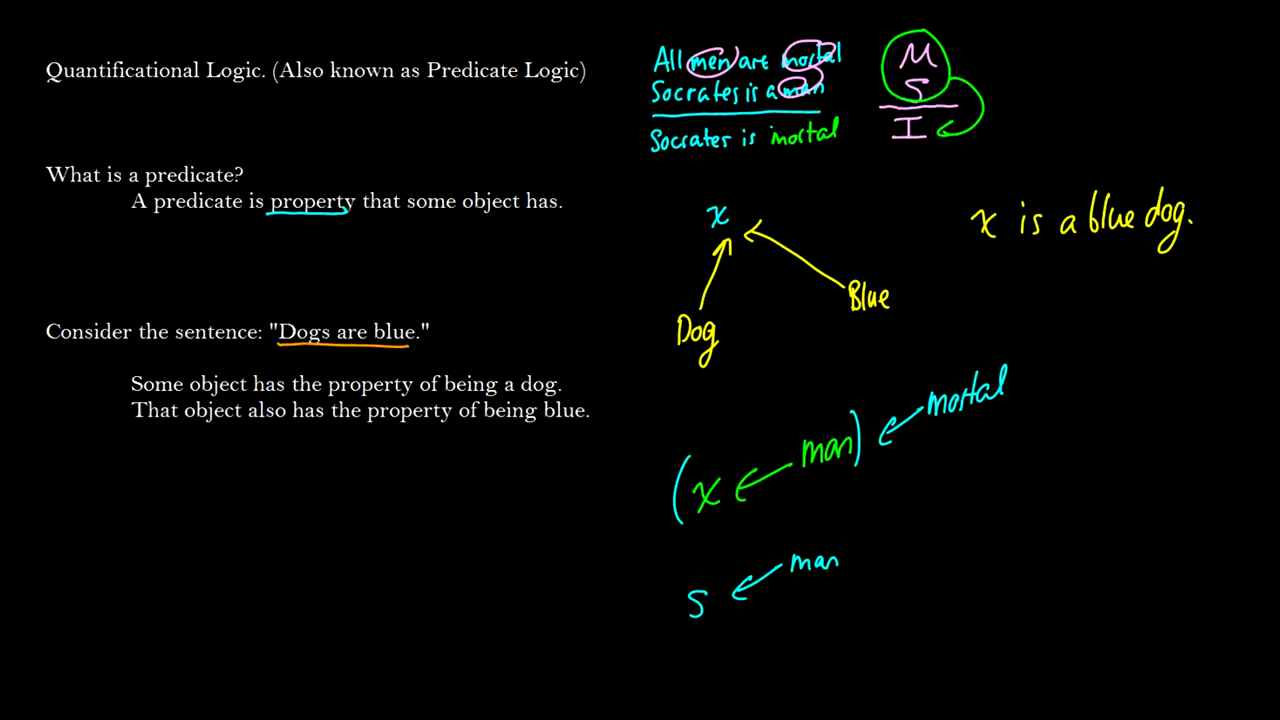 Quantificational Logic. (Also known as Predicate Logic)
What is a predicate?
A predicate is property that some object has.
Consider the sentence: "Dogs are blue."
Some object has the property of being a dog.
That object also has the property of being blue.
All men are mortal
Socrates is a man
Socrates is mortal
M
S
I
x
Dog
Blue
x is a blue dog.
(x ← man) ← mortal
S ← man